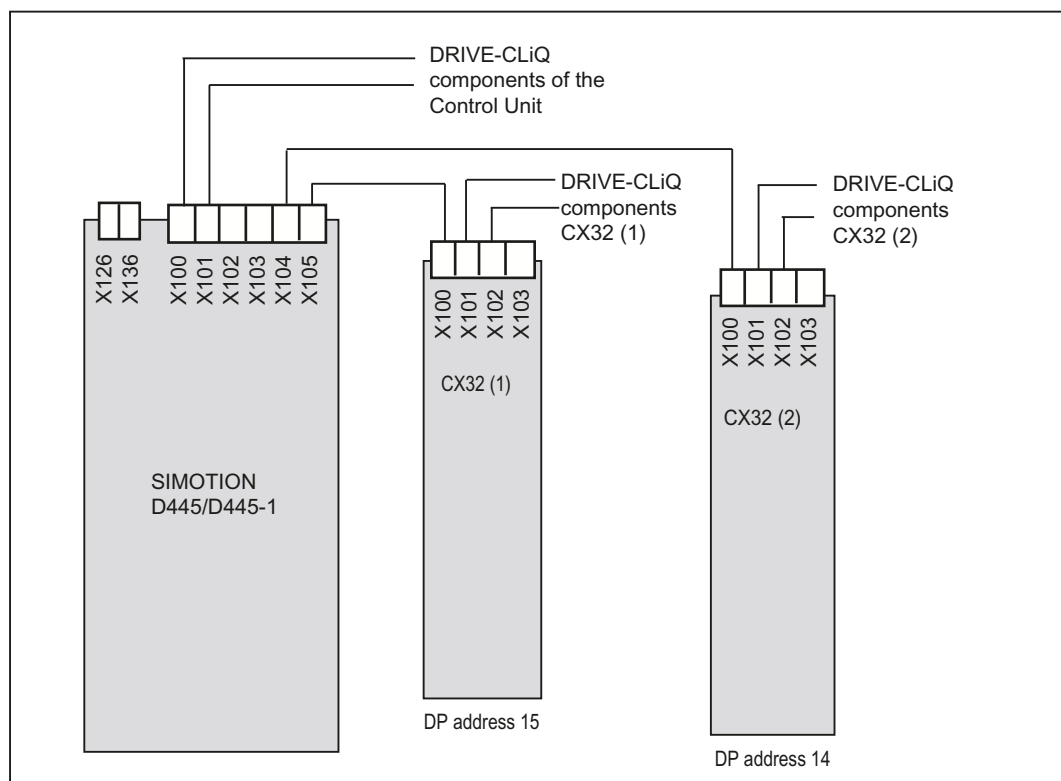 DRIVE-CLiQ
components of the
Control Unit
DRIVE-CLiQ
components
CX32 (1)
DRIVE-CLiQ
components
CX32 (2)
X126
X136
X100
X101
X102
X103
X104
X105
X100
X101
X102
X103
X100
X101
X102
X103
CX32 (1)
CX32 (2)
SIMOTION
D445/D445-1
DP address 15
DP address 14